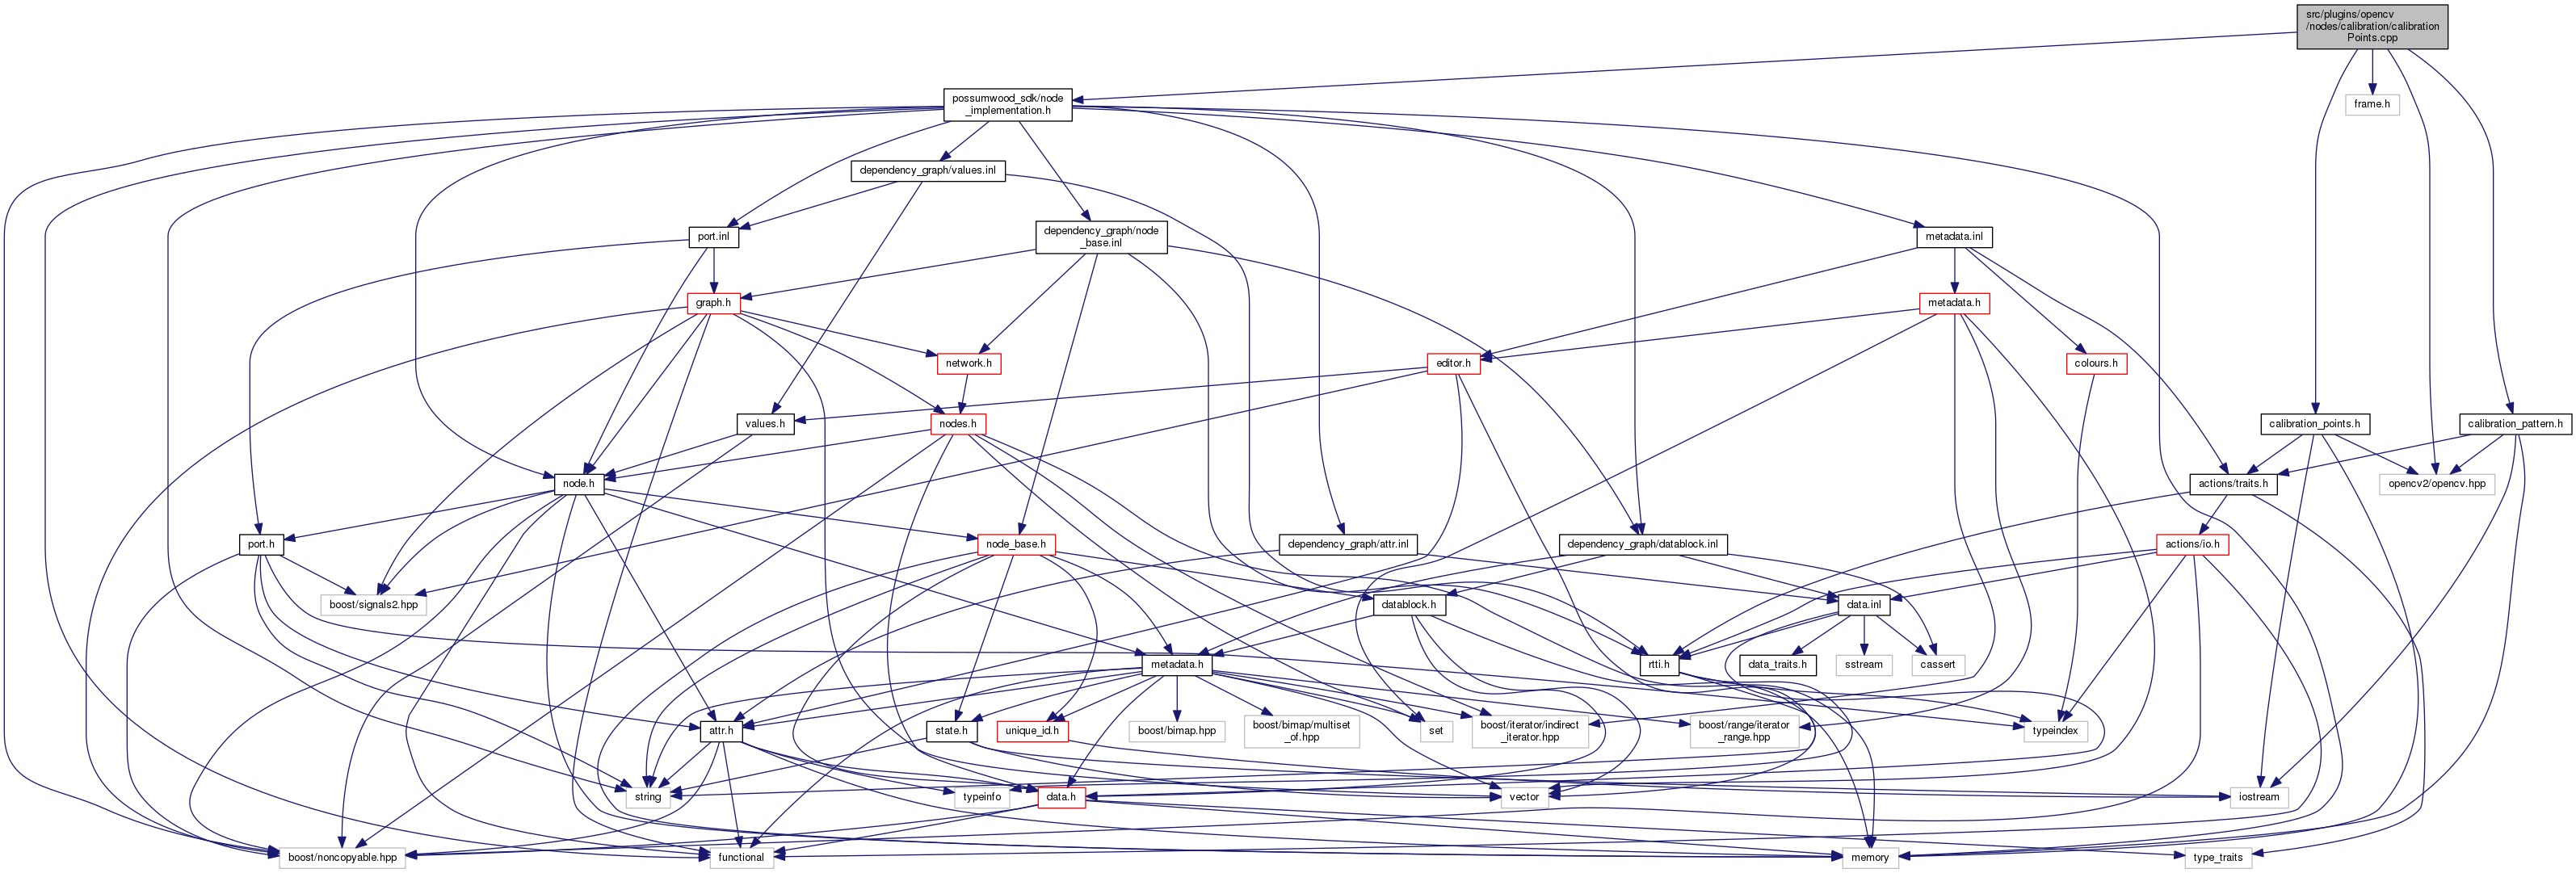 src/plugins/opencv
/nodes/calibration/calibration
Points.cpp
possumwood_sdk/node
_implementation.h
frame.h
dependency_graph/values.inl
port.inl
dependency_graph/node
_base.inl
metadata.inl
graph.h
metadata.h
network.h
editor.h
colours.h
values.h
nodes.h
calibration_points.h
calibration_pattern.h
node.h
actions/traits.h
opencv2/opencv.hpp
port.h
node_base.h
dependency_graph/attr.inl
dependency_graph/datablock.inl
actions/io.h
boost/signals2.hpp
datablock.h
data.inl
metadata.h
rtti.h
data_traits.h
sstream
cassert
attr.h
state.h
unique_id.h
boost/bimap.hpp
boost/bimap/multiset
_of.hpp
set
boost/iterator/indirect
_iterator.hpp
boost/range/iterator
_range.hpp
typeindex
string
typeinfo
data.h
vector
iostream
boost/noncopyable.hpp
functional
memory
type_traits